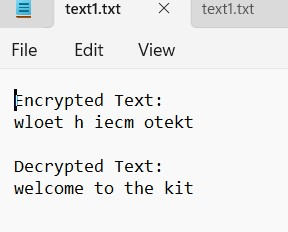 text1.txt
text1.txt
File Edit View
Encrypted Text:
wloet h iecm otekt
Decrypted Text:
welcome to the kit